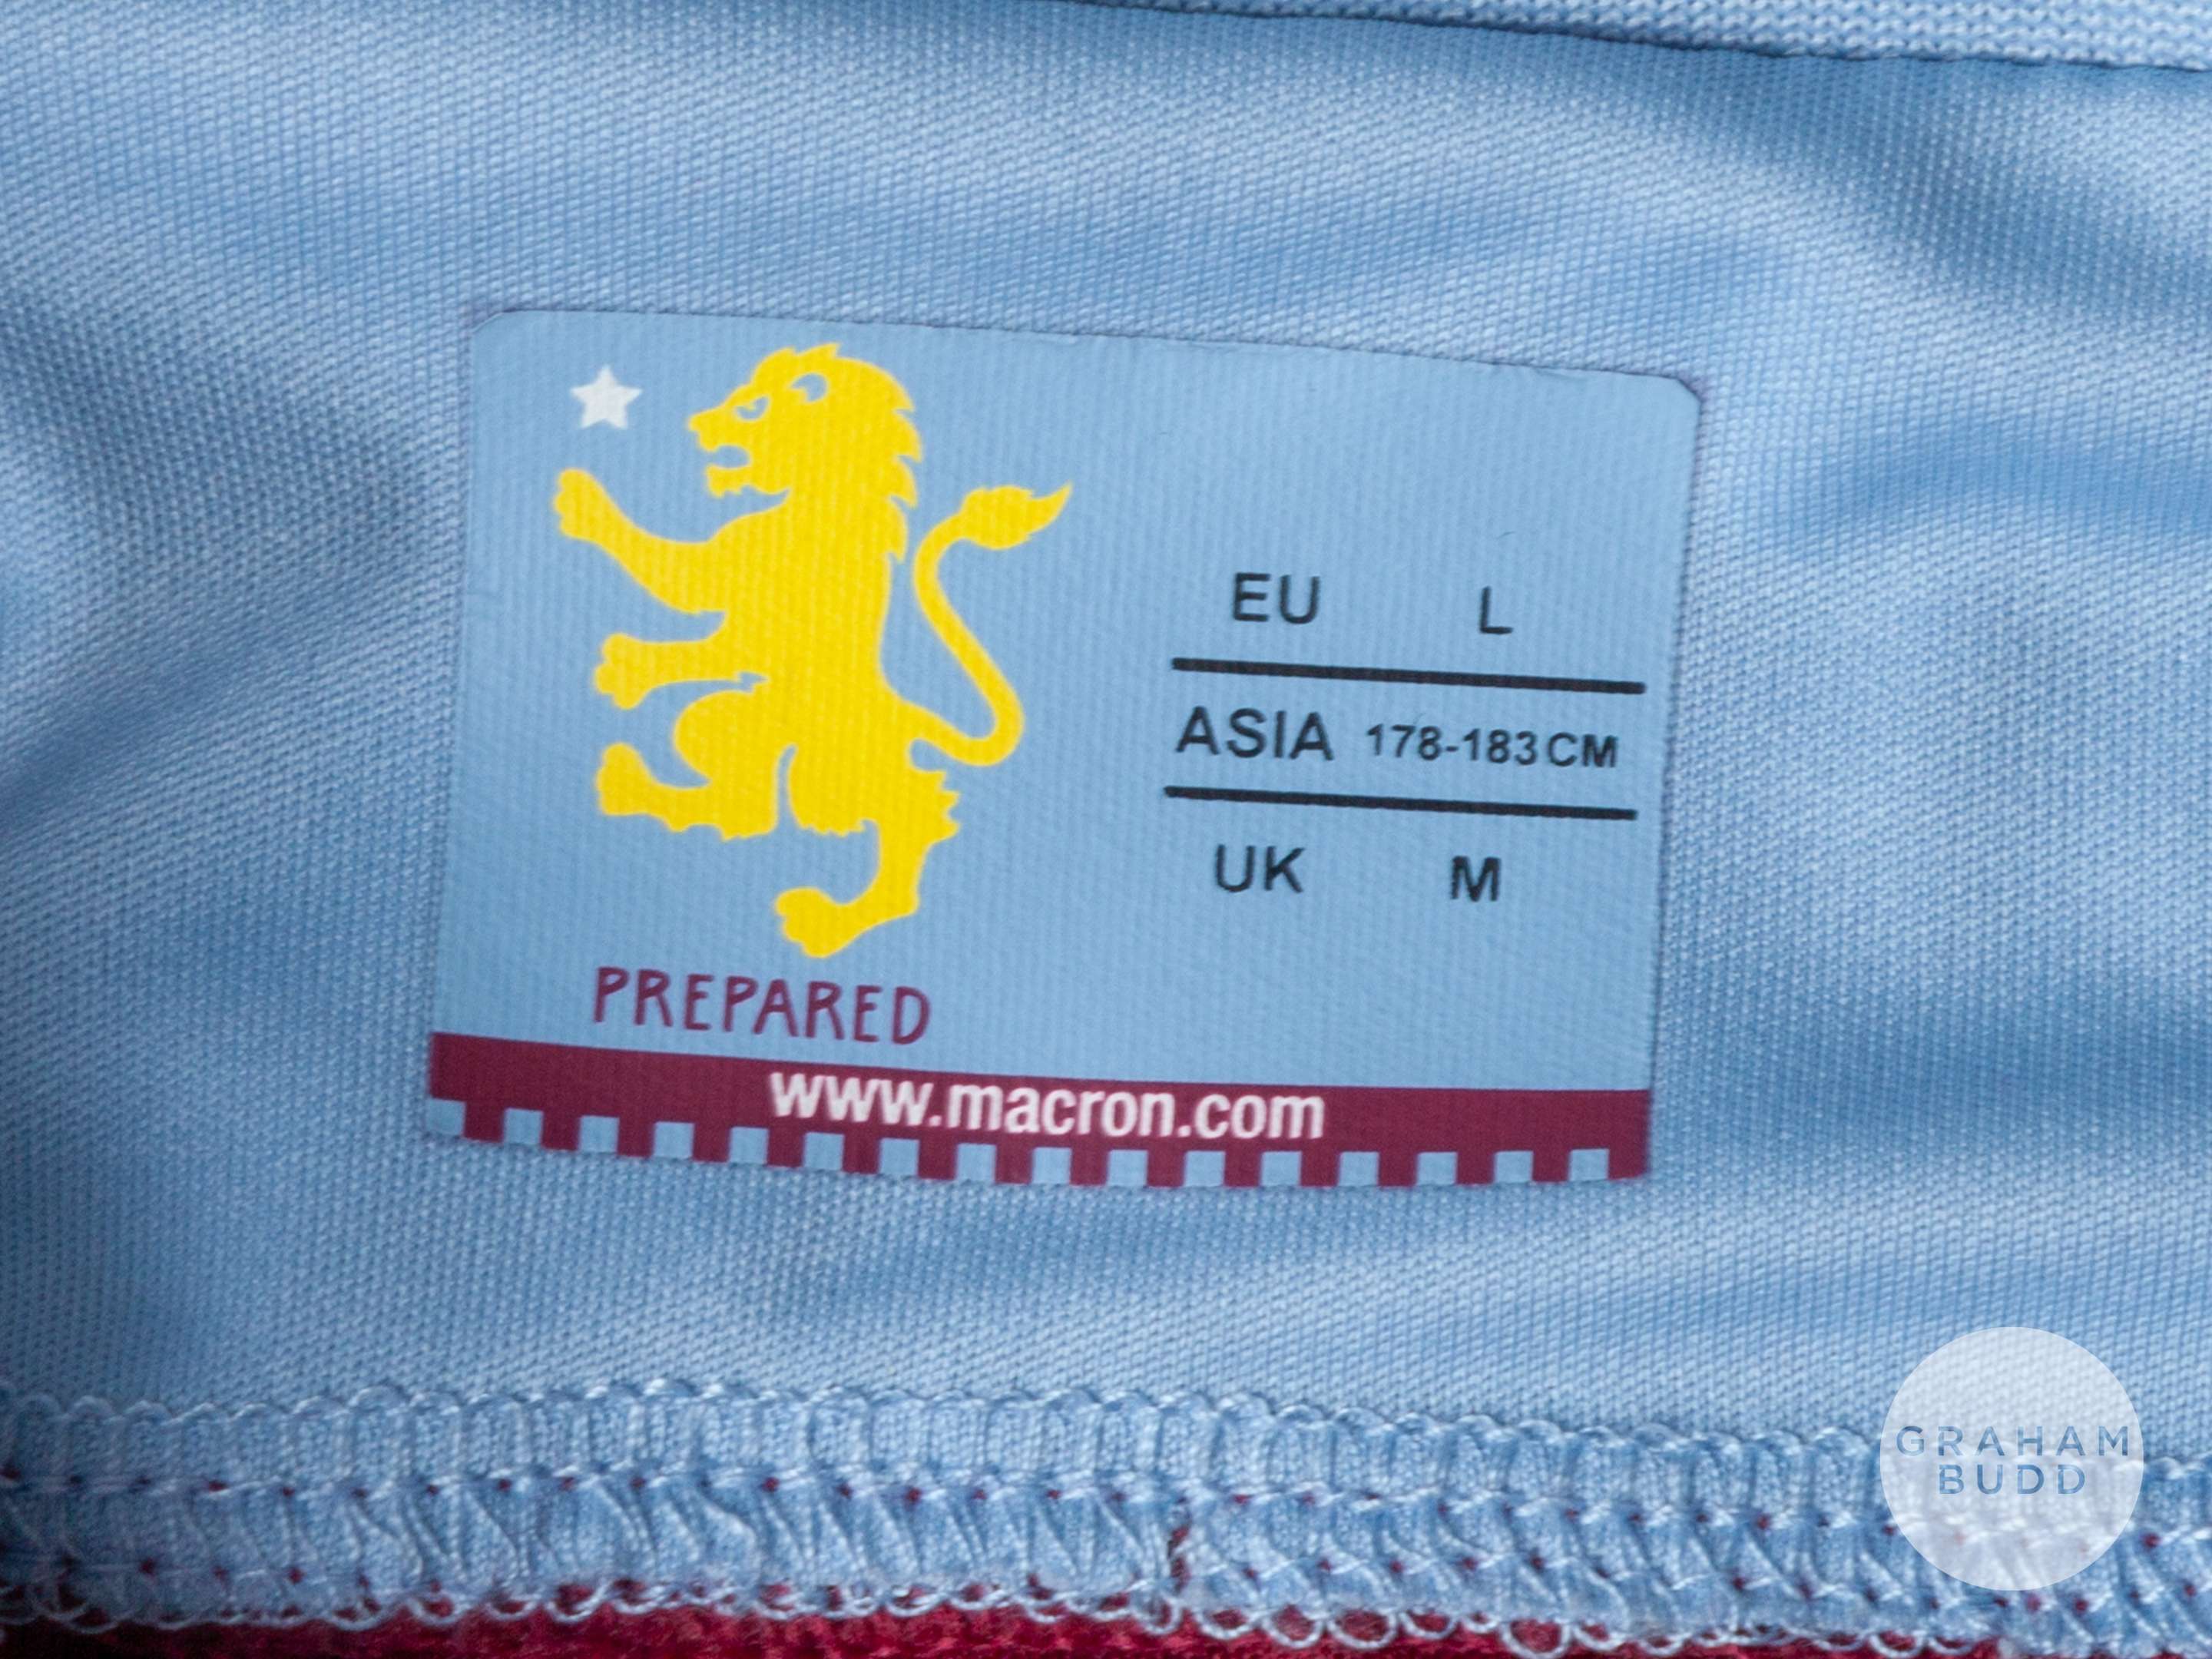 EU L
ASIA 178-183CM
UK M
PREPARED
www.macron.com
GRAHAM
BUDD